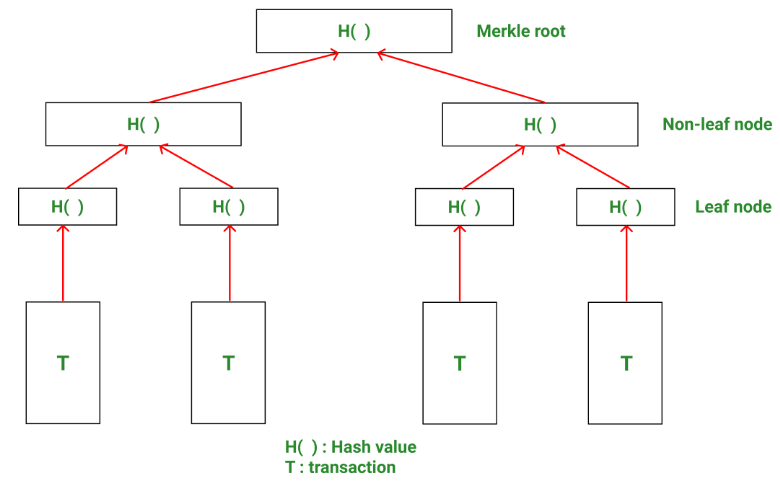 H( ) Merkle root
H( ) H( ) Non-leaf node
H( ) H( ) H( ) H( ) Leaf node
T T T T
H( ) : Hash value
T : transaction